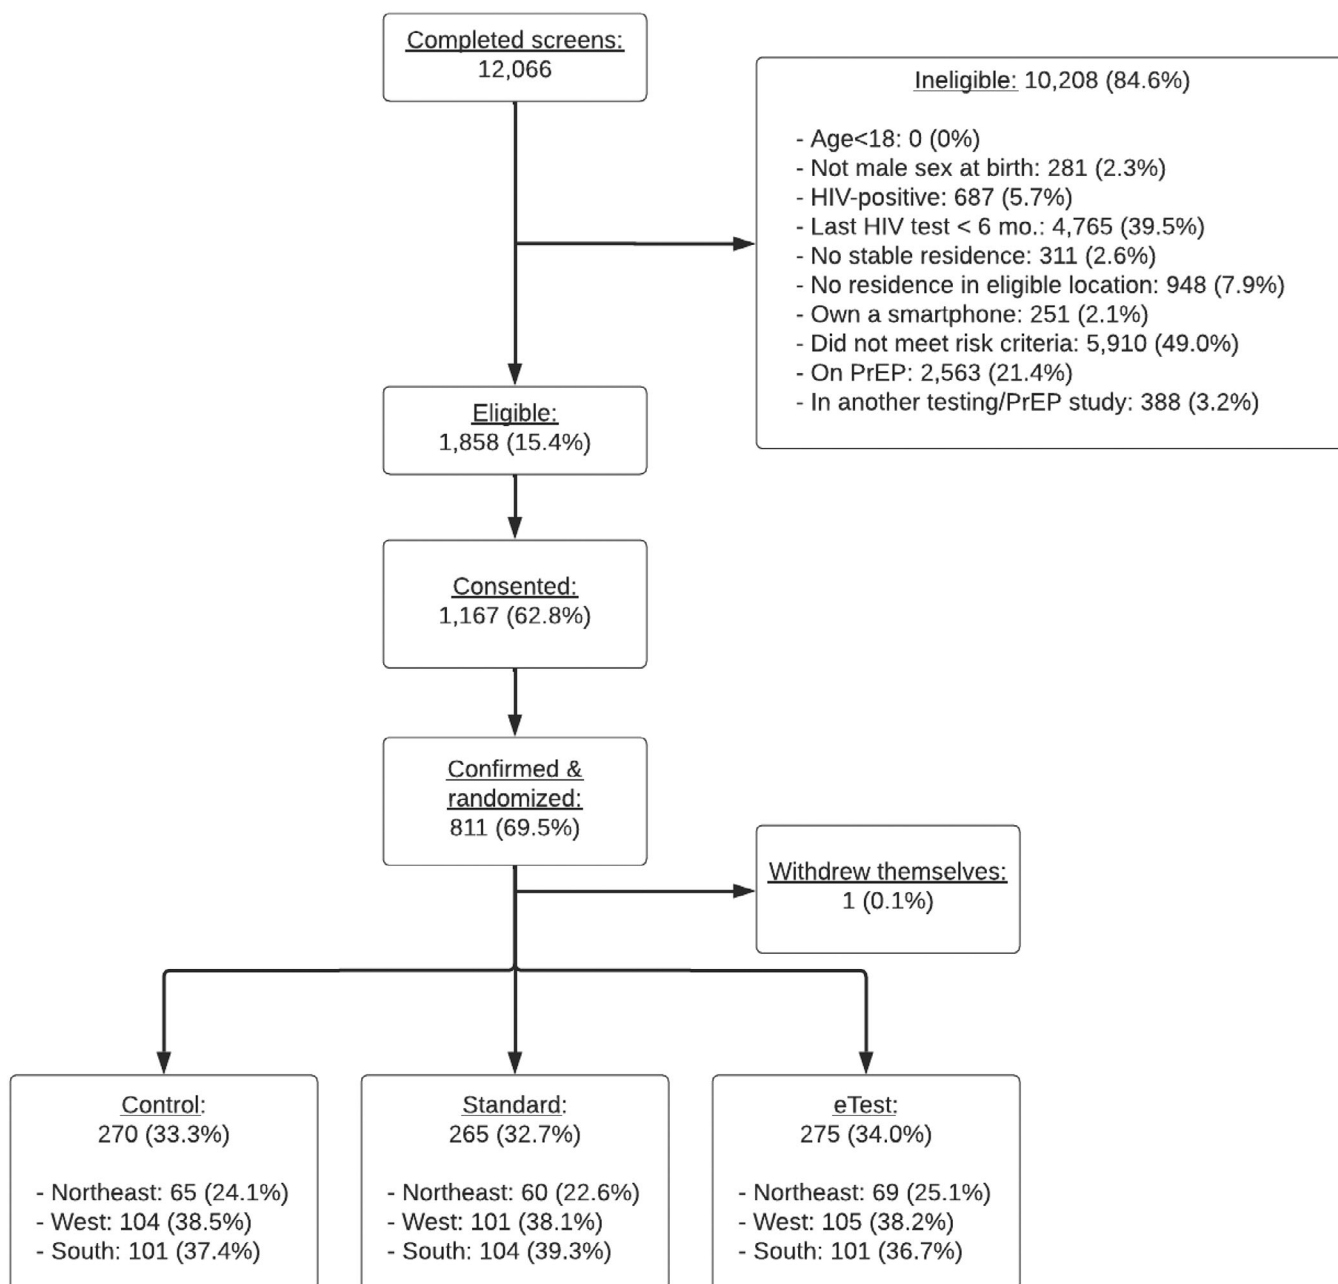 Completed screens:
12,066
Ineligible: 10,208 (84.6%)
- Age<18: 0 (0%)
- Not male sex at birth: 281 (2.3%)
- HIV-positive: 687 (5.7%)
- Last HIV test < 6 mo.: 4,765 (39.5%)
- No stable residence: 311 (2.6%)
- No residence in eligible location: 948 (7.9%)
- Own a smartphone: 251 (2.1%)
- Did not meet risk criteria: 5,910 (49.0%)
- On PrEP: 2,563 (21.4%)
- In another testing/PrEP study: 388 (3.2%)
Eligible:
1,858 (15.4%)
Consented:
1,167 (62.8%)
Confirmed &
randomized:
811 (69.5%)
Withdrew themselves:
1 (0.1%)
Control:
270 (33.3%)
- Northeast: 65 (24.1%)
- West: 104 (38.5%)
- South: 101 (37.4%)
Standard:
265 (32.7%)
- Northeast: 60 (22.6%)
- West: 101 (38.1%)
- South: 104 (39.3%)
eTest:
275 (34.0%)
- Northeast: 69 (25.1%)
- West: 105 (38.2%)
- South: 101 (36.7%)